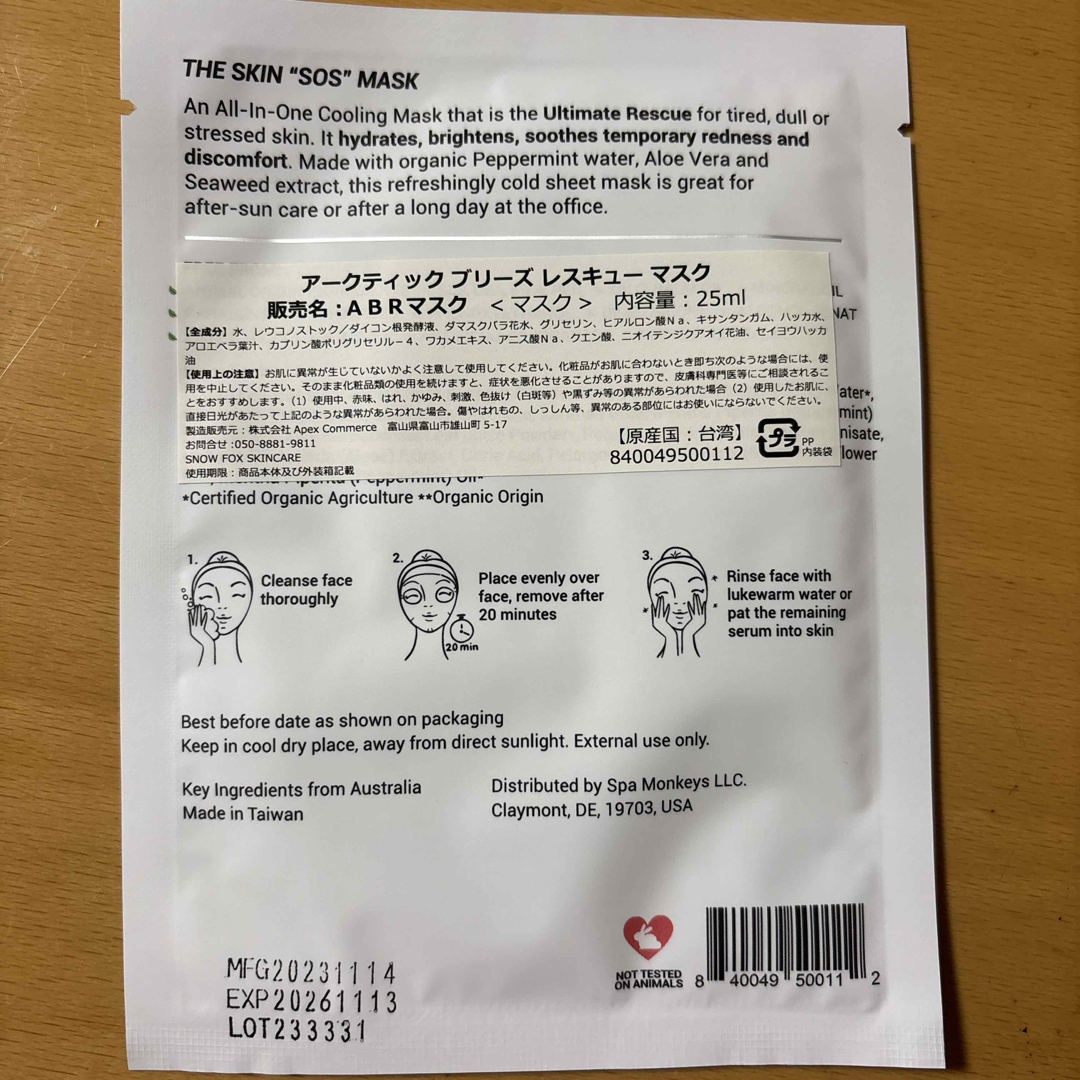 THE SKIN “SOS” MASK
An All-In-One Cooling Mask that is the Ultimate Rescue for tired, dull or
stressed skin. It hydrates, brightens, soothes temporary redness and
discomfort. Made with organic Peppermint water, Aloe Vera and
Seaweed extract, this refreshingly cold sheet mask is great for
after-sun care or after a long day at the office.
アークティック ブリーズ レスキュー マスク
販売名：ＡＢＲマスク ＜マスク＞ 内容量：25ml
【全成分】水、レウコノストック／ダイコン根発酵液、ダマスクバラ花水、グリセリン、ヒアルロン酸Ｎａ、キサンタンガム、ハッカ水、
アロエベラ葉汁、カプリン酸ポリグリセリル－４、ワカメエキス、アニス酸Ｎａ、クエン酸、ニオイテンジクアオイ花油、セイヨウハッカ
油
【使用上の注意】お肌に異常が生じていないかよく注意して使用してください。化粧品がお肌に合わないとき即ち次のような場合には、使
用を中止してください。そのまま化粧品類の使用を続けますと、症状を悪化させることがありますので、皮膚科専門医等にご相談されるこ
とをおすすめします。（1）使用中、赤味、はれ、かゆみ、刺激、色抜け（白斑等）や黒ずみ等の異常があらわれた場合（2）使用したお肌に、
直接日光があたって上記のような異常があらわれた場合。傷やはれもの、しっしん等、異常のある部位にはお使いにならないでください。
製造販売元：株式会社 Apex Commerce 富山県富山市雄山町 5-17
お問合せ:050-8881-9811
SNOW FOX SKINCARE
使用期限：商品本体及び外装箱記載
【原産国：台湾】
840049500112
プラ
PP
内装袋
IL
NAT
ater*,
mint)
nisate,
lower
(Peppermint) Oil*
*Certified Organic Agriculture **Organic Origin
1.
Cleanse face
thoroughly
2.
Place evenly over
face, remove after
20 minutes
20 min
3.
Rinse face with
lukewarm water or
pat the remaining
serum into skin
Best before date as shown on packaging
Keep in cool dry place, away from direct sunlight. External use only.
Key Ingredients from Australia
Made in Taiwan
Distributed by Spa Monkeys LLC.
Claymont, DE, 19703, USA
NOT TESTED
ON ANIMALS
8 40049 50011 2
MFG20231114
EXP20261113
LOT233331